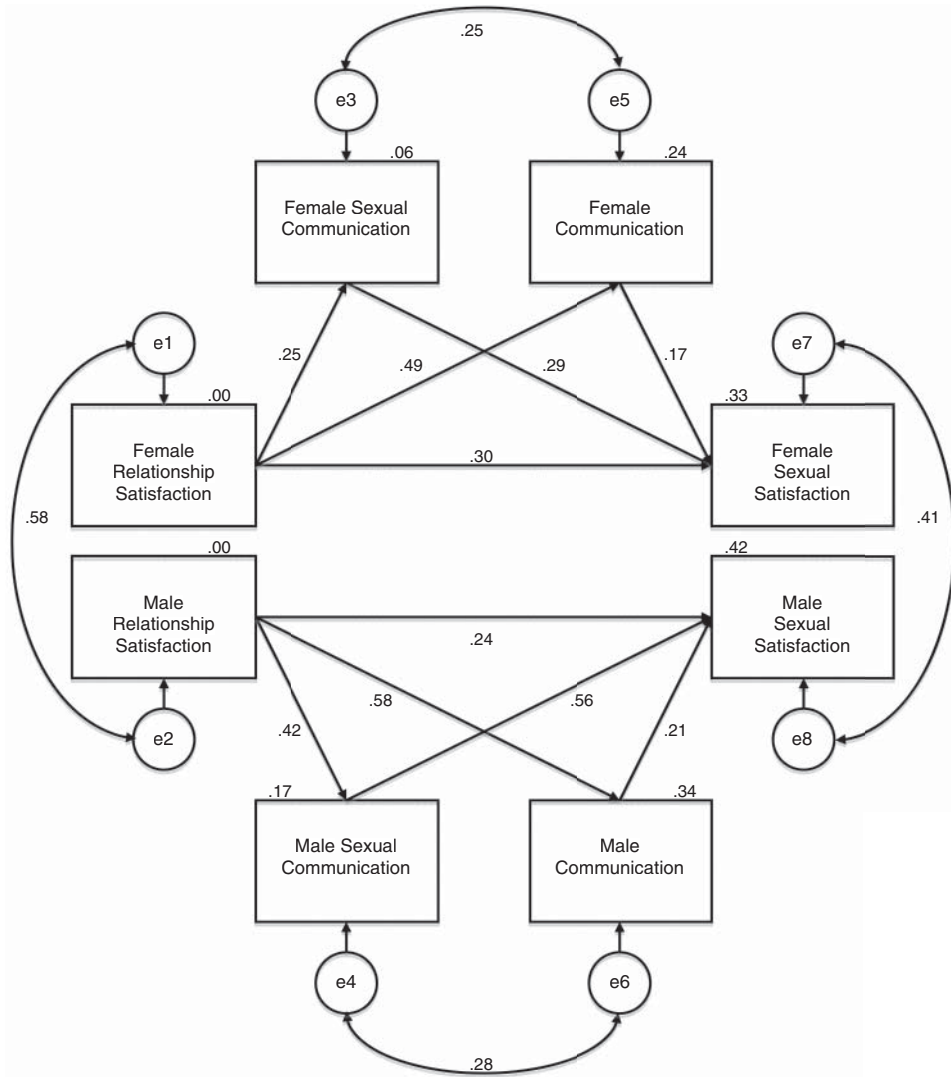 .25
e3
e5
.06
.24
Female Sexual
Communication
Female
Communication
e1
e7
.25
.49
.29
.17
.00
.33
Female
Relationship
Satisfaction
.30
Female
Sexual
Satisfaction
.58
.41
.00
.42
Male
Relationship
Satisfaction
.24
Male
Sexual
Satisfaction
.58
.56
.42
.21
e2
e8
.17
.34
Male Sexual
Communication
Male
Communication
e4
e6
.28